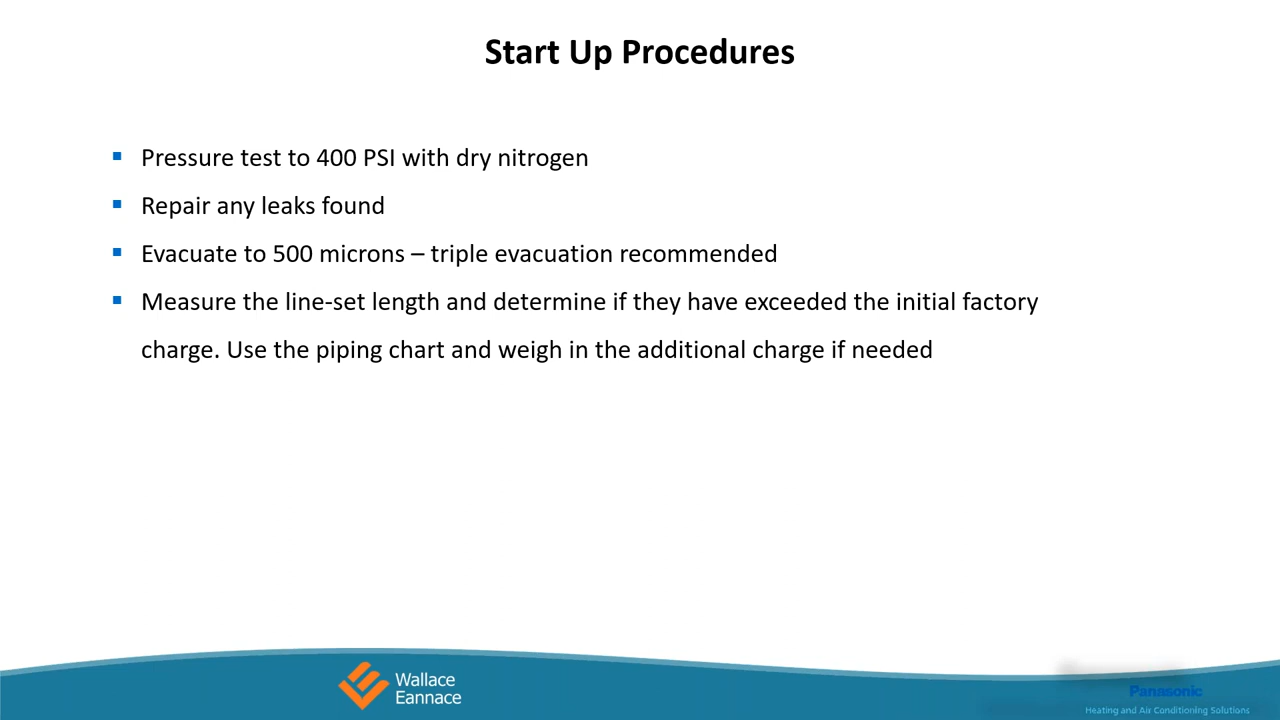 Start Up Procedures
▪ Pressure test to 400 PSI with dry nitrogen
▪ Repair any leaks found
▪ Evacuate to 500 microns – triple evacuation recommended
▪ Measure the line-set length and determine if they have exceeded the initial factory
charge. Use the piping chart and weigh in the additional charge if needed
Wallace
Eannace
Panasonic
Heating and Air Conditioning Solutions